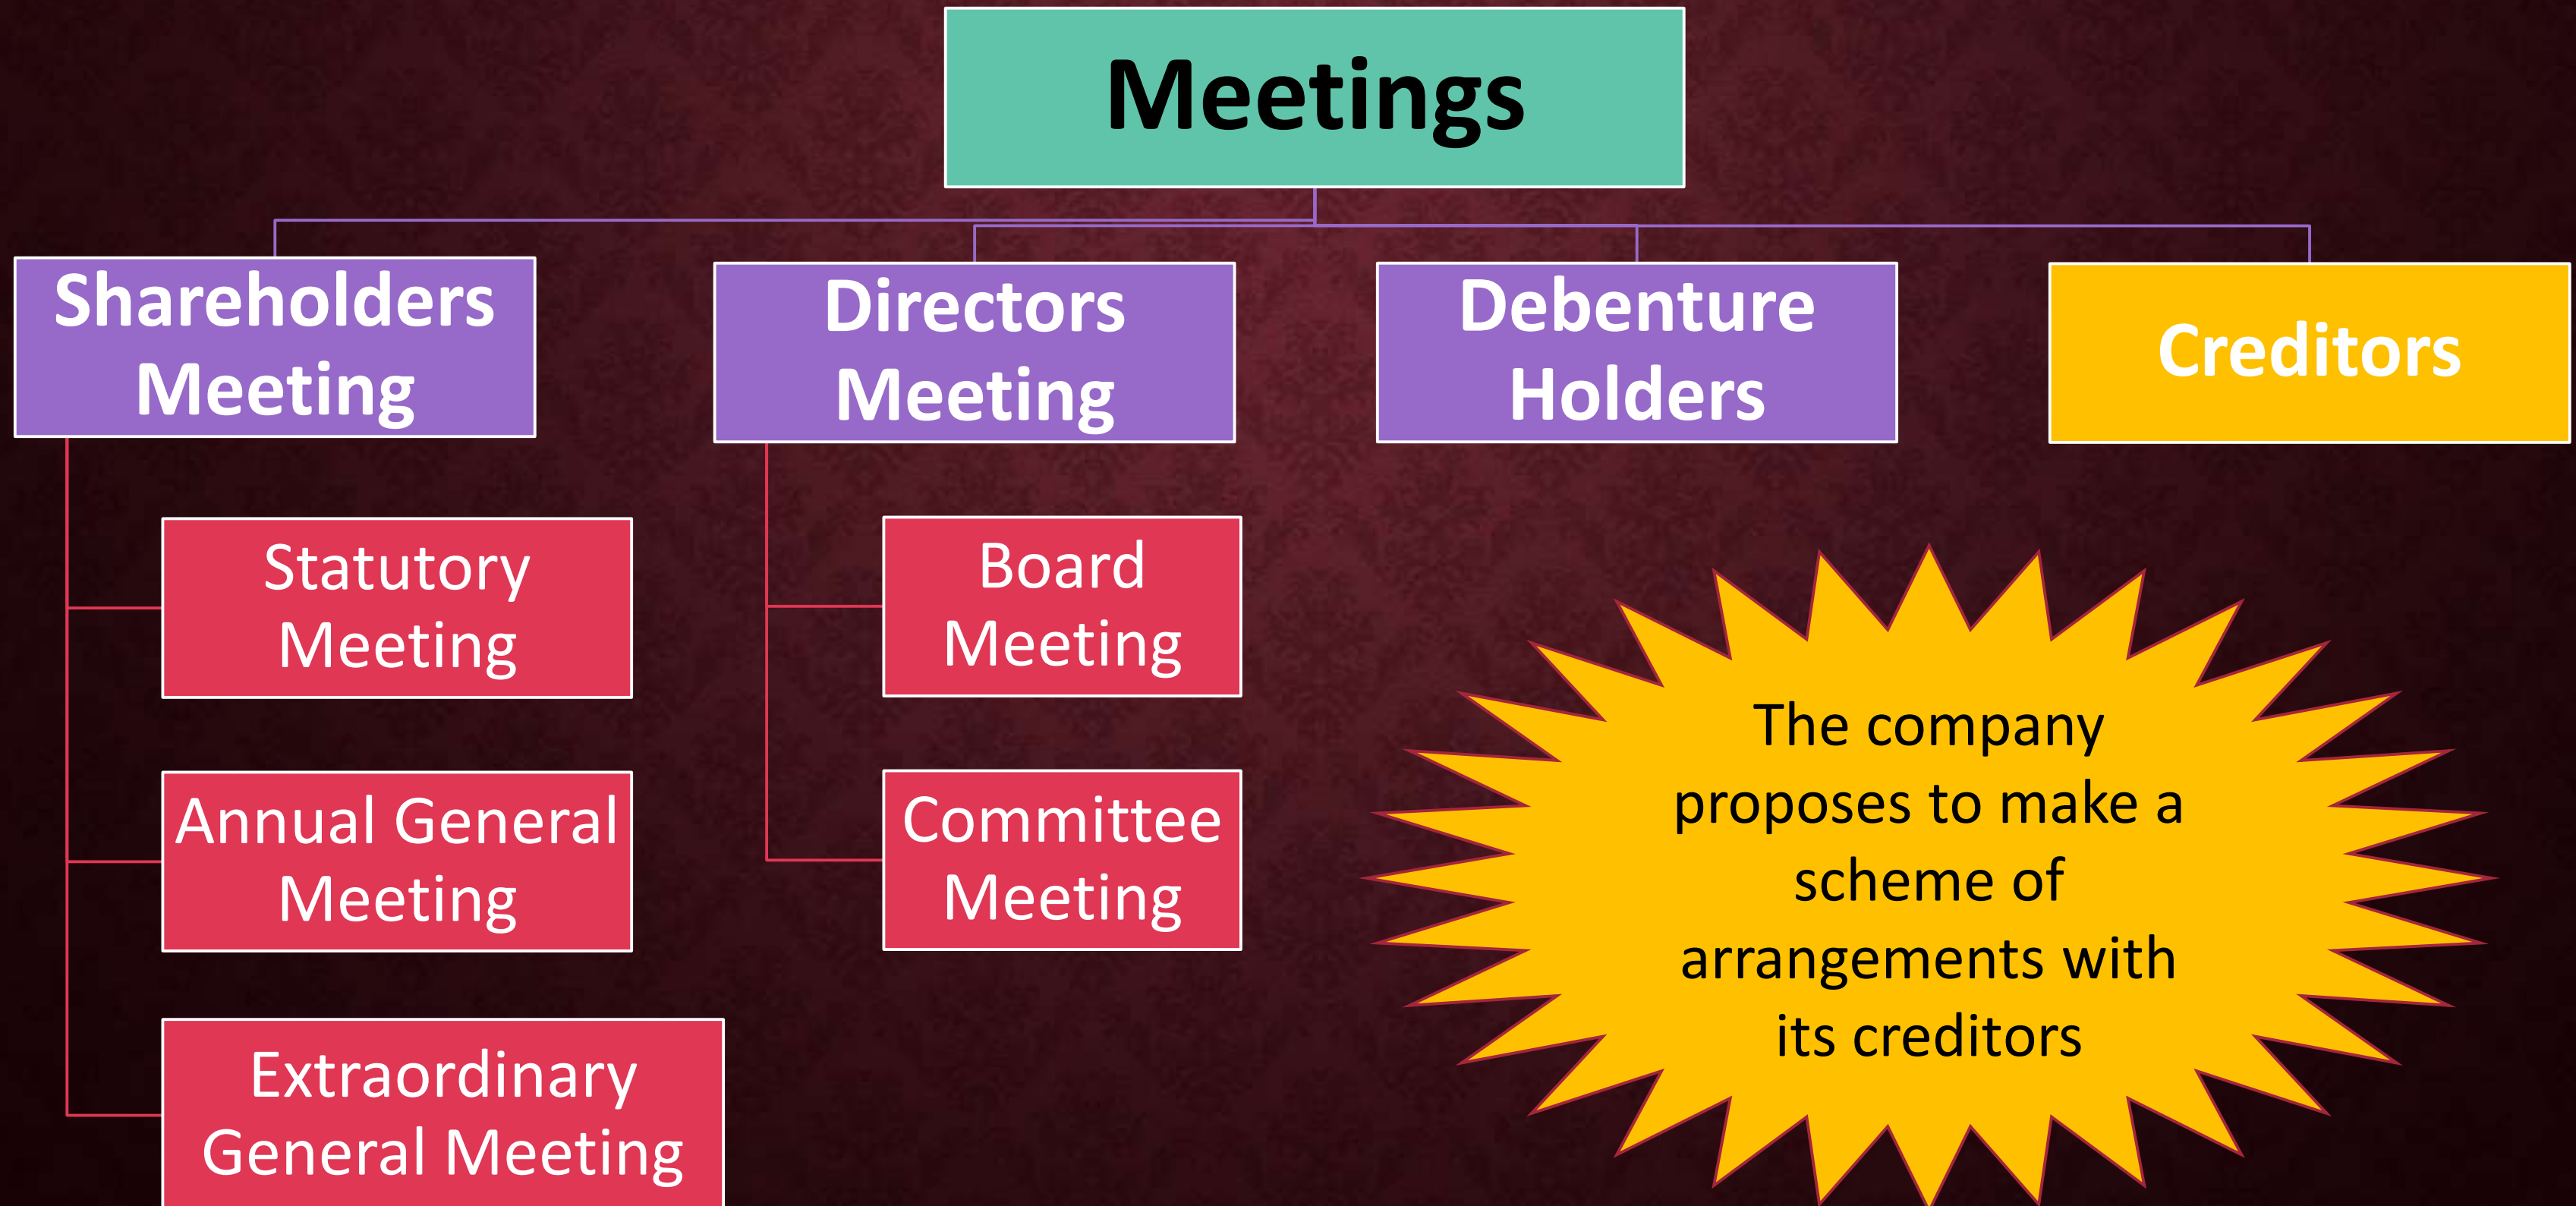 Meetings
Shareholders
Meeting
Directors
Meeting
Debenture
Holders
Creditors
Statutory
Meeting
Annual General
Meeting
Extraordinary
General Meeting
Board
Meeting
Committee
Meeting
The company
proposes to make a
scheme of
arrangements with
its creditors